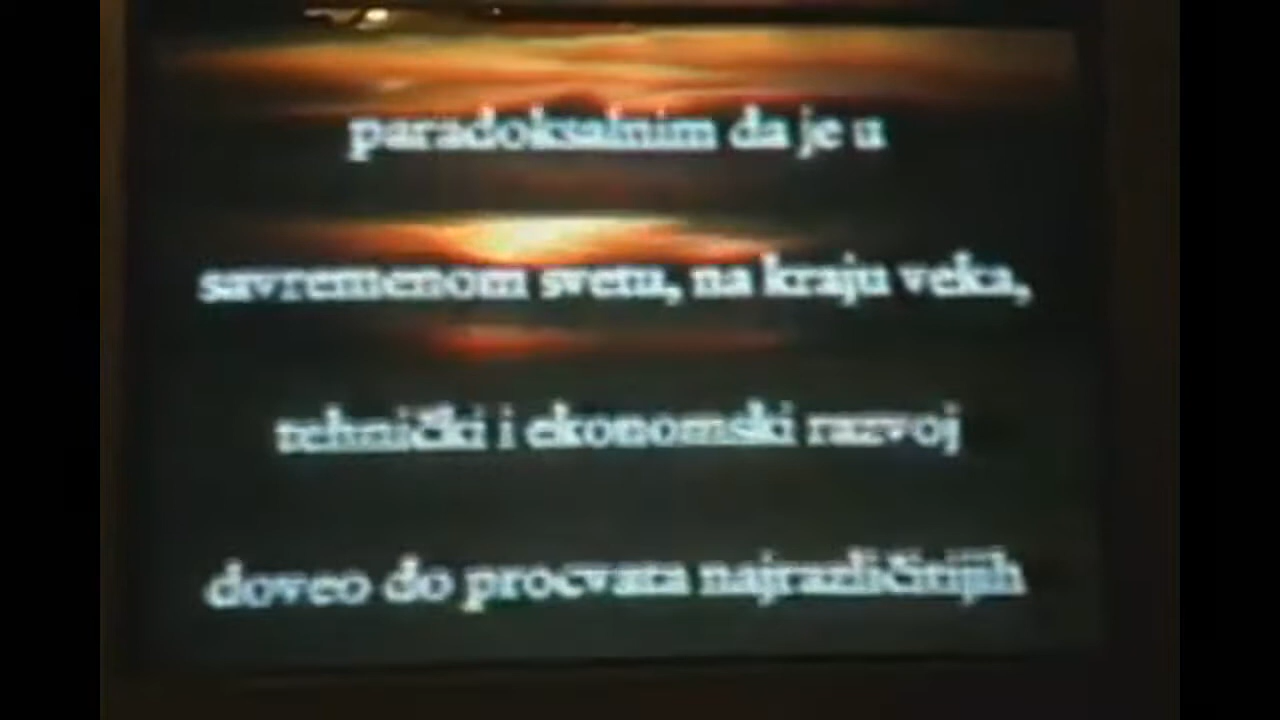 paradoksalnim da je u
savremenom svetu, na kraju veka,
tehnički i ekonomski razvoj
doveo do procvata najrazličitijih